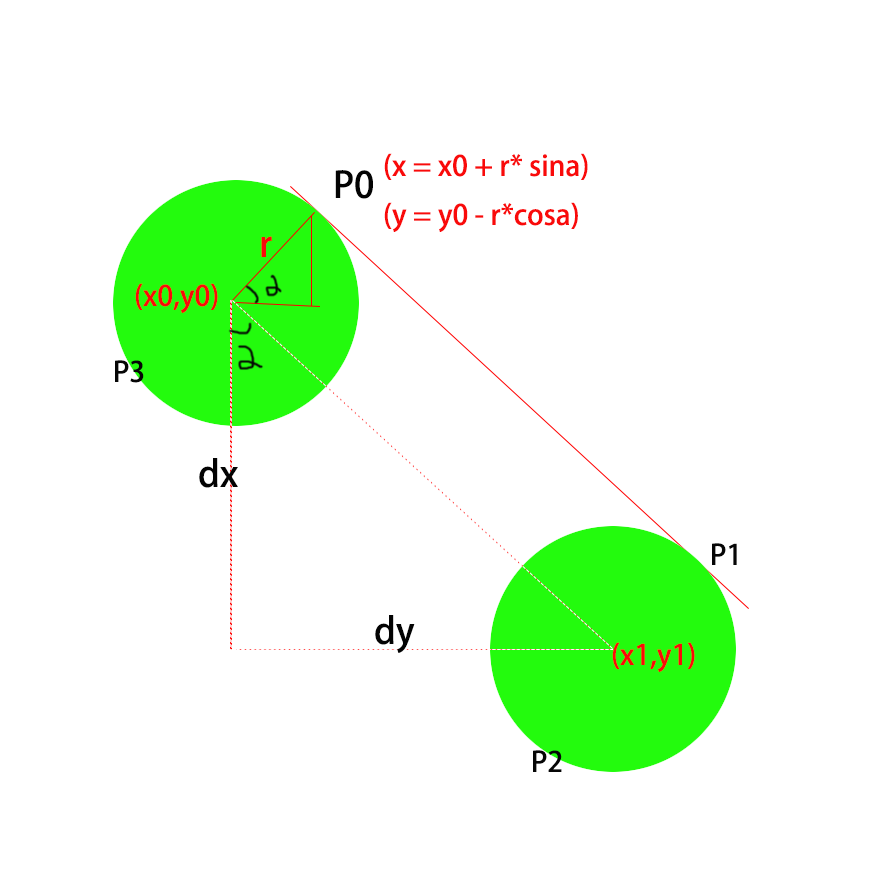 P0 (x = x0 + r* sina)
(y = y0 - r*cosa)
r
a
(x0,y0)
a
P3
dx
P1
dy
(x1,y1)
P2